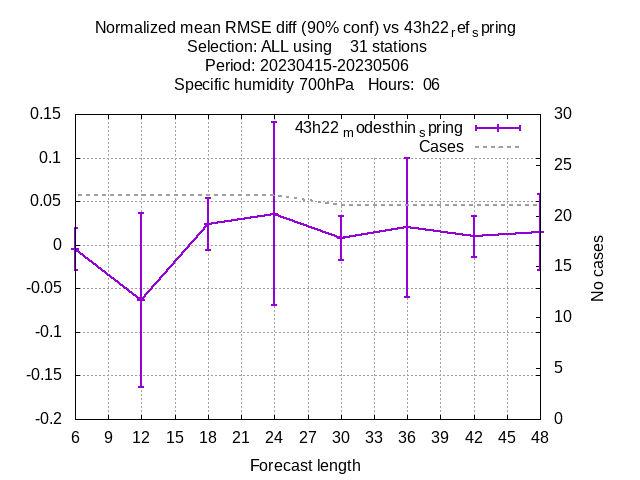 Normalized mean RMSE diff (90% conf) vs 43h22refspring
Selection: ALL using 31 stations
Period: 20230415-20230506
Specific humidity 700hPa Hours: 06
43h22modesthinspring
Cases
0.15
0.1
0.05
0
-0.05
-0.1
-0.15
-0.2
30
25
20
15
10
5
0
No cases
6 9 12 15 18 21 24 27 30 33 36 39 42 45 48
Forecast length